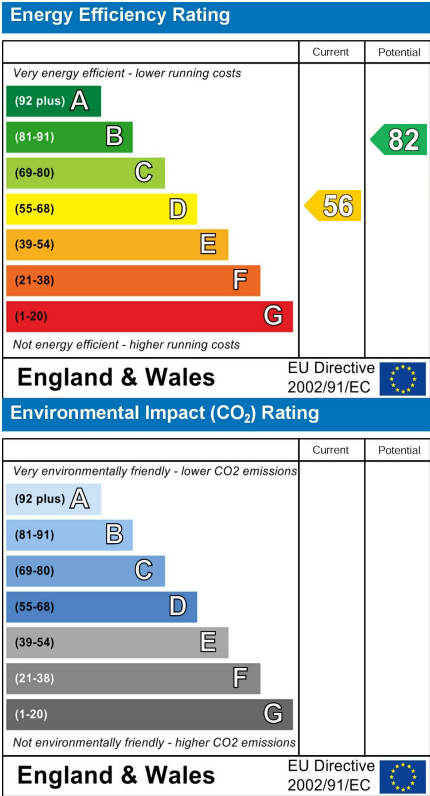 Energy Efficiency Rating
Current Potential
Very energy efficient - lower running costs
(92 plus) A
(81-91) B
82
(69-80) C
(55-68) D
56
(39-54) E
(21-38) F
(1-20) G
Not energy efficient - higher running costs
England & Wales
EU Directive
2002/91/EC
Environmental Impact (CO₂) Rating
Current Potential
Very environmentally friendly - lower CO2 emissions
(92 plus) A
(81-91) B
(69-80) C
(55-68) D
(39-54) E
(21-38) F
(1-20) G
Not environmentally friendly - higher CO2 emissions
England & Wales
EU Directive
2002/91/EC